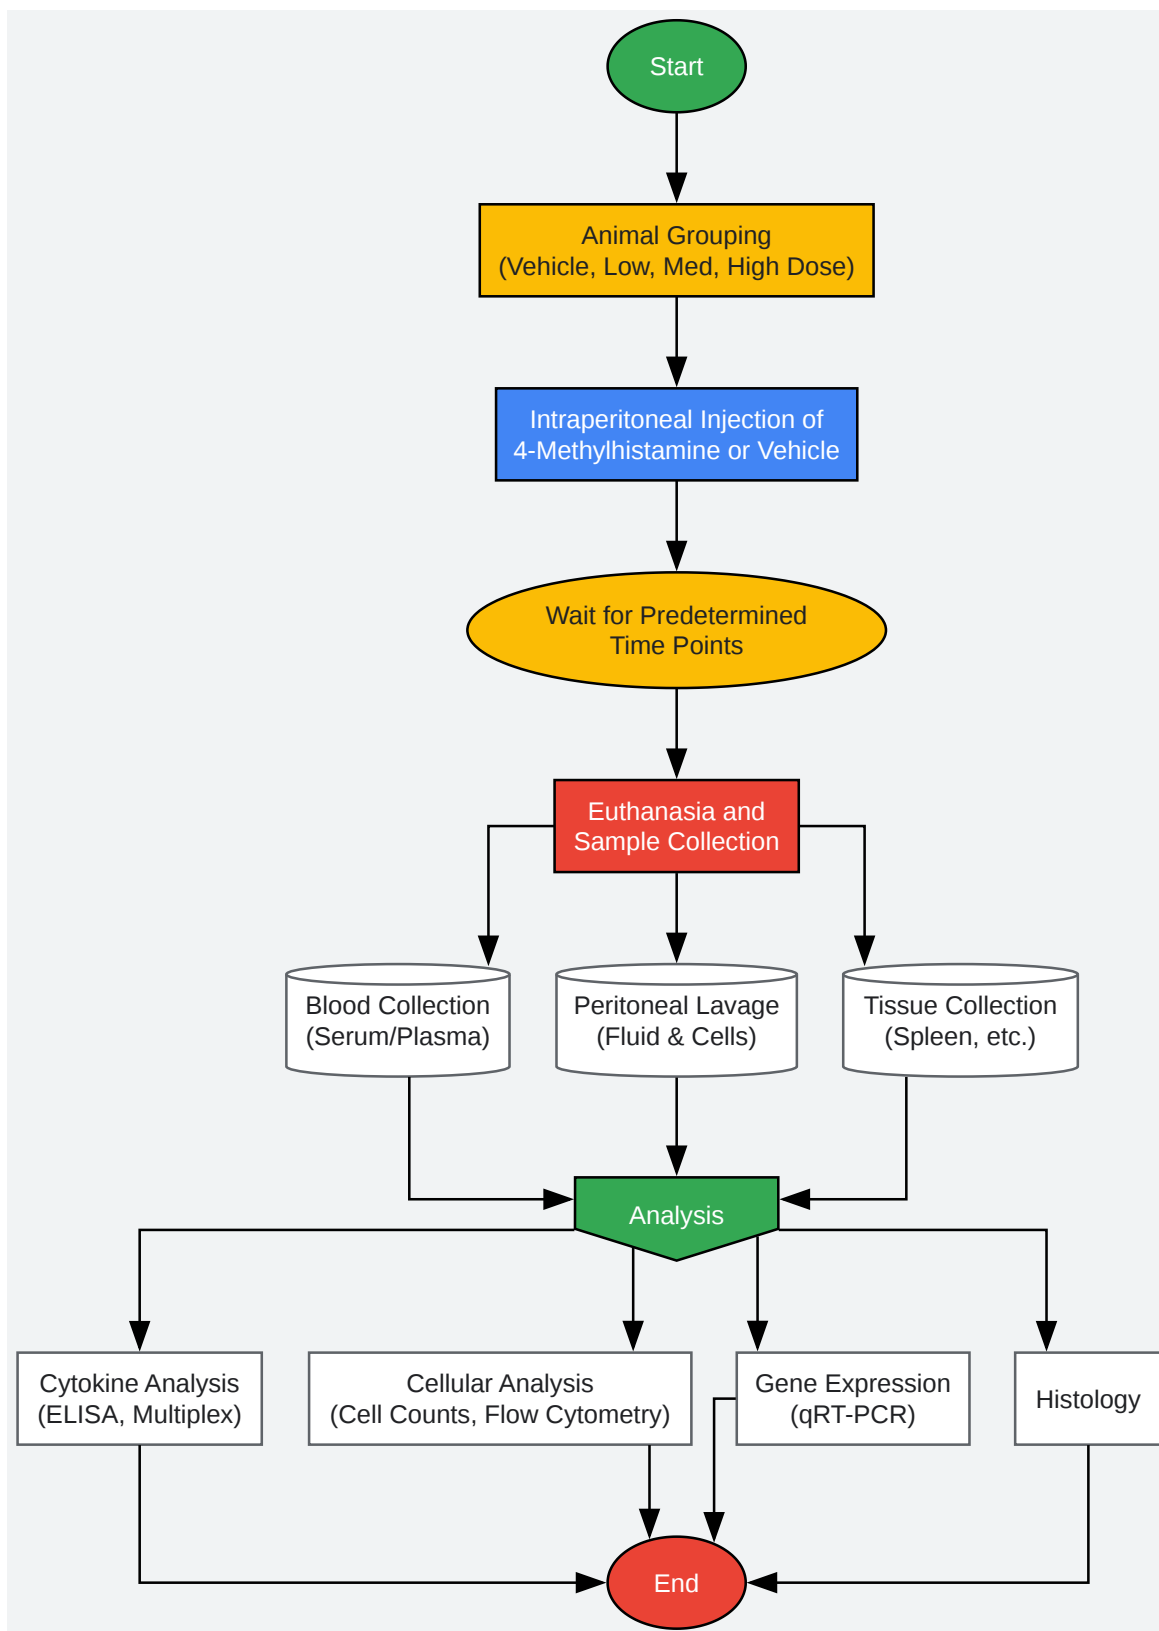 Start
Animal Grouping
(Vehicle, Low, Med, High Dose)
Intraperitoneal Injection of
4-Methylhistamine or Vehicle
Wait for Predetermined
Time Points
Euthanasia and
Sample Collection
Blood Collection
(Serum/Plasma)
Peritoneal Lavage
(Fluid & Cells)
Tissue Collection
(Spleen, etc.)
Analysis
Cytokine Analysis
(ELISA, Multiplex)
Cellular Analysis
(Cell Counts, Flow Cytometry)
Gene Expression
(qRT-PCR)
Histology
End